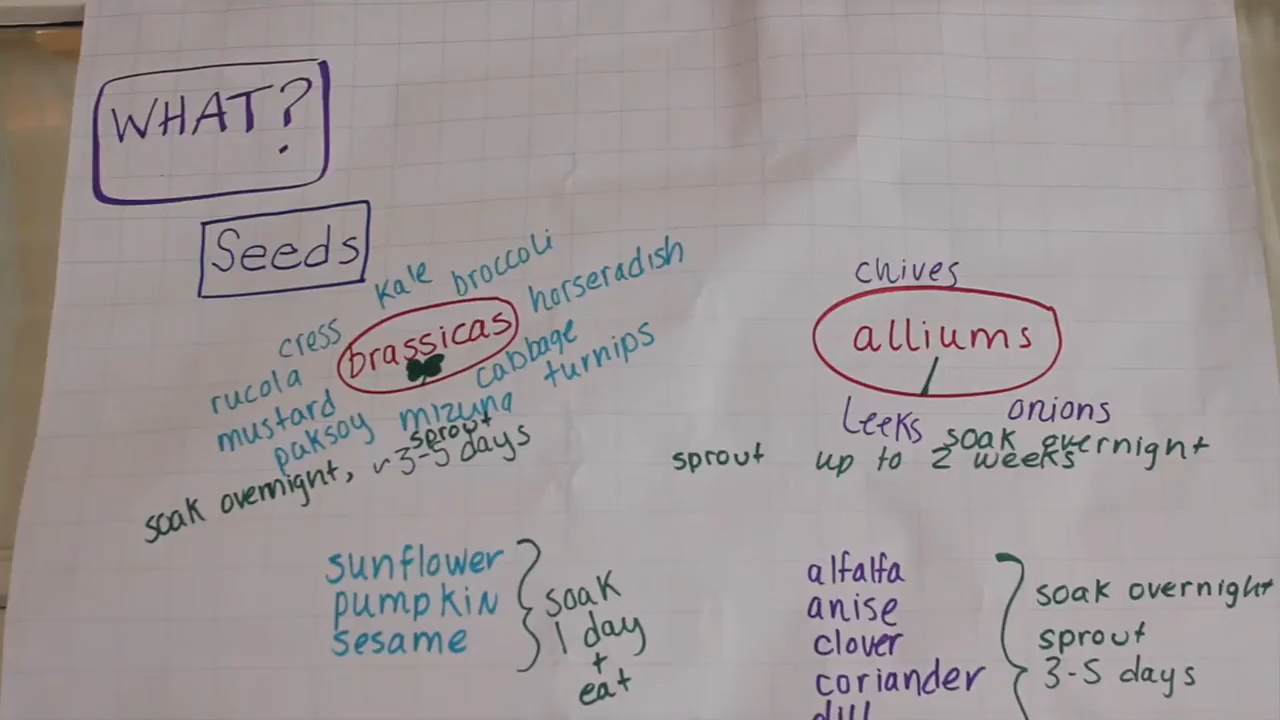 WHAT?
Seeds
kale broccoli
cress brassicas horseradish
rucola cabbage
mustard mizuna turnips
paksoy
soak overnight, ~3-5 days
sprout
chives
alliums
Leeks onions
soak overnight
sprout up to 2 weeks
sunflower
pumpkin
sesame
soak
1 day
+
eat
alfalfa
anise
clover
coriander
dill
soak overnight
sprout
3-5 days